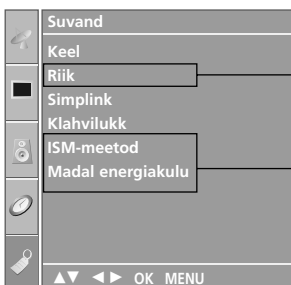 Suvand
Keel
Riik
Simplink
Klahvilukk
ISM-meetod
Madal energiakulu
▲▼ ◄► OK MENU